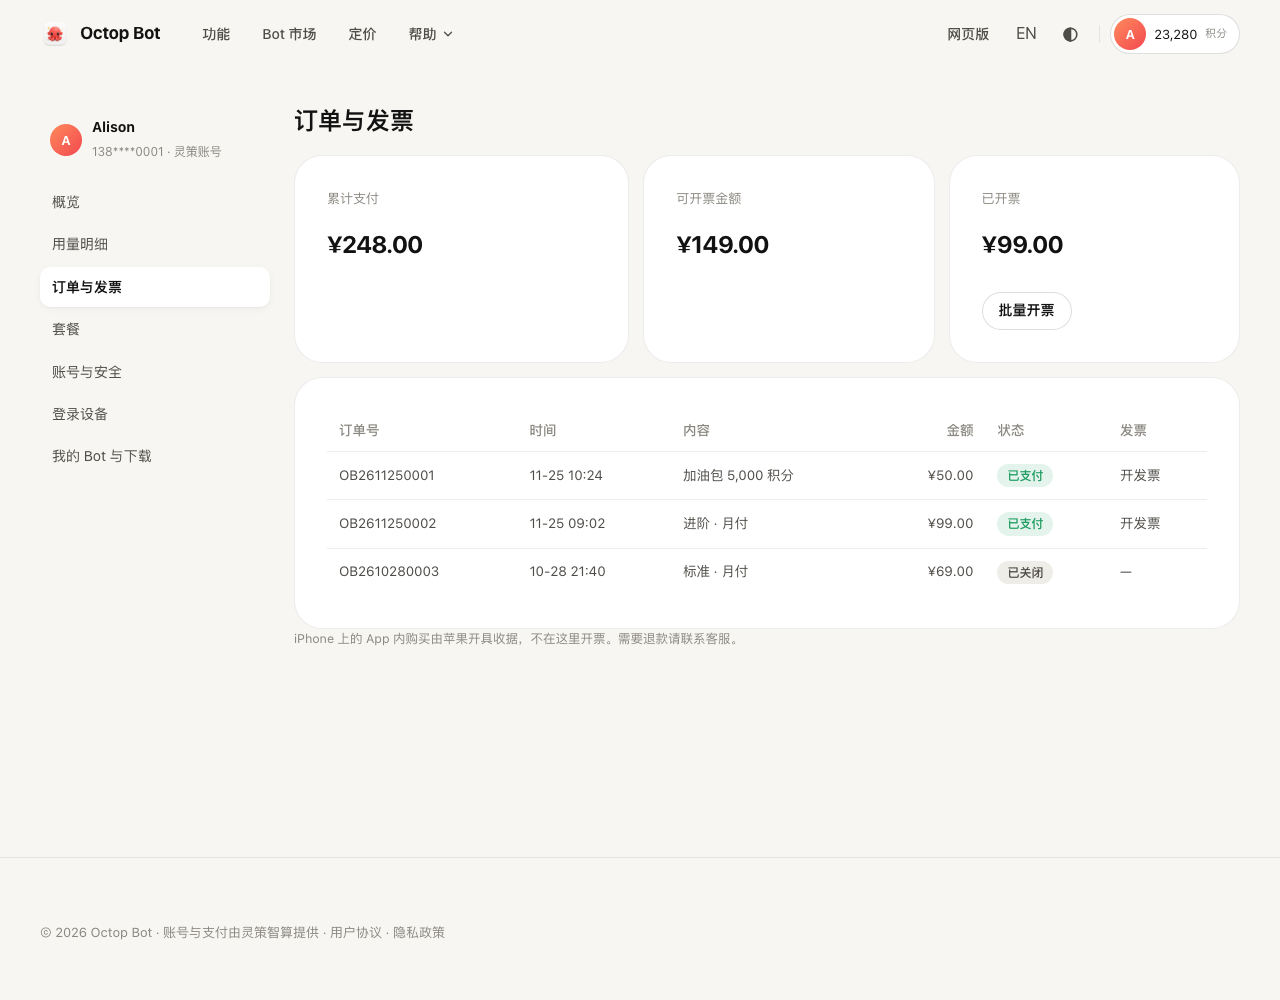 Octop Bot 功能 Bot 市场 定价 帮助 网页版 EN A 23,280 积分
A Alison
138****0001 · 灵策账号
概览
用量明细
订单与发票
套餐
账号与安全
登录设备
我的 Bot 与下载
订单与发票
累计支付
¥248.00
可开票金额
¥149.00
已开票
¥99.00
批量开票
订单号 时间 内容 金额 状态 发票
OB2611250001 11-25 10:24 加油包 5,000 积分 ¥50.00 已支付 开发票
OB2611250002 11-25 09:02 进阶 · 月付 ¥99.00 已支付 开发票
OB2610280003 10-28 21:40 标准 · 月付 ¥69.00 已关闭 —
iPhone 上的 App 内购买由苹果开具收据，不在这里开票。需要退款请联系客服。
© 2026 Octop Bot · 账号与支付由灵策智算提供 · 用户协议 · 隐私政策